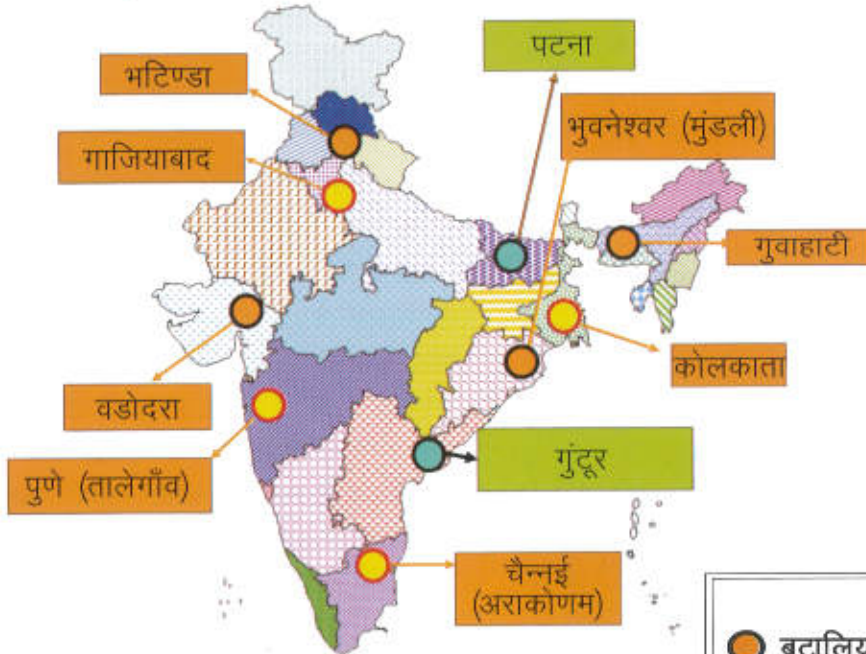 पटना
भटिण्डा
भुवनेश्वर (मुंडली)
गाजियाबाद
गुवाहाटी
कोलकाता
वडोदरा
गुंटूर
पुणे (तालेगाँव)
चैन्नई
(अराकोणम)